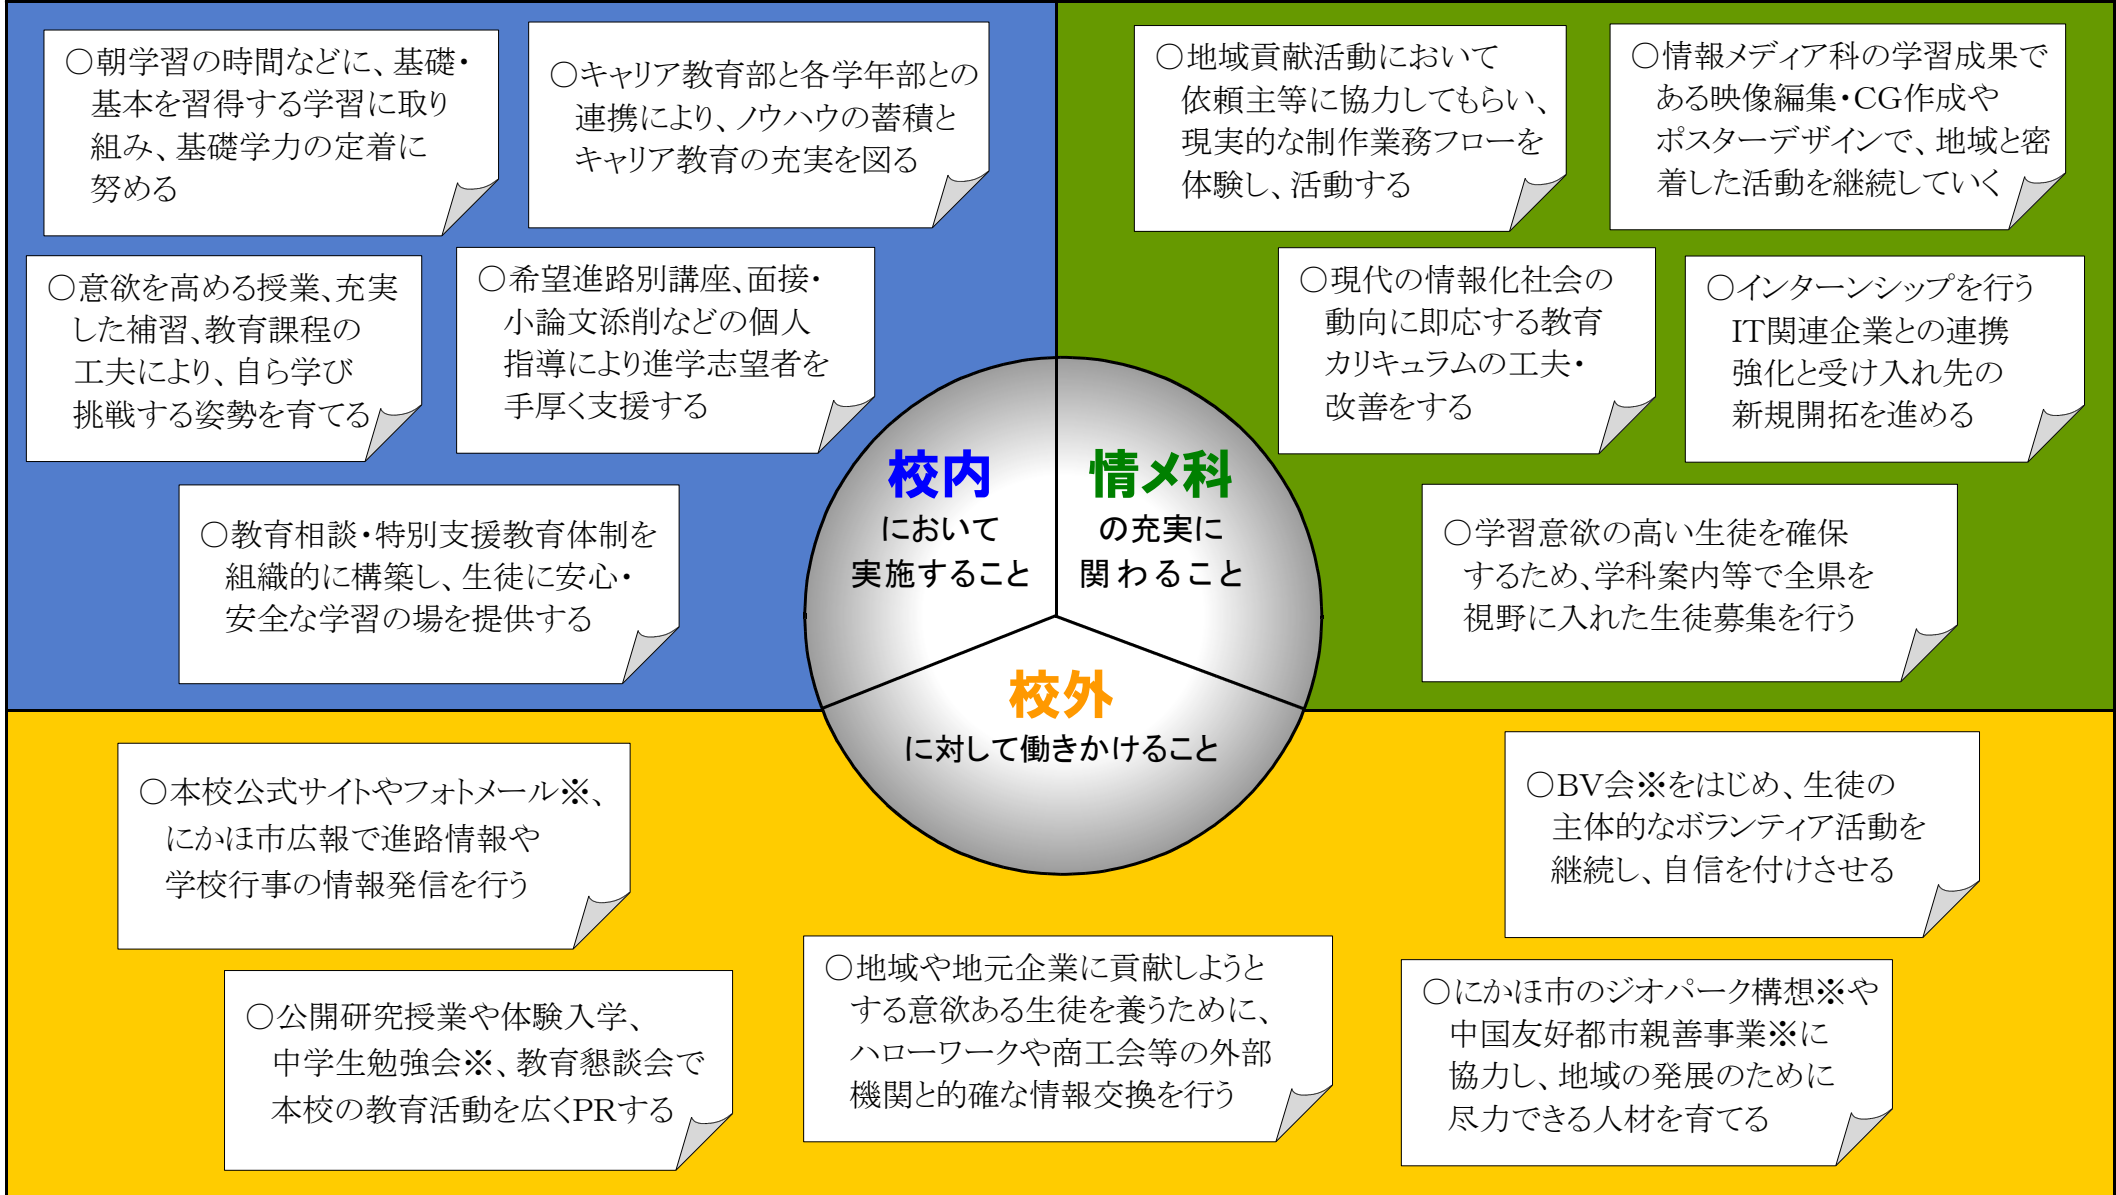 ○朝学習の時間などに、基礎・
基本を習得する学習に取り
組み、基礎学力の定着に
努める
○キャリア教育部と各学年部との
連携により、ノウハウの蓄積と
キャリア教育の充実を図る
○意欲を高める授業、充実
した補習、教育課程の
工夫により、自ら学び
挑戦する姿勢を育てる
○希望進路別講座、面接・
小論文添削などの個人
指導により進学志望者を
手厚く支援する
○教育相談・特別支援教育体制を
組織的に構築し、生徒に安心・
安全な学習の場を提供する
○地域貢献活動において
依頼主等に協力してもらい、
現実的な制作業務フローを
体験し、活動する
○情報メディア科の学習成果で
ある映像編集・CG作成や
ポスターデザインで、地域と密
着した活動を継続していく
○現代の情報化社会の
動向に即応する教育
カリキュラムの工夫・
改善をする
○インターンシップを行う
IT関連企業との連携
強化と受け入れ先の
新規開拓を進める
○学習意欲の高い生徒を確保
するため、学科案内等で全県を
視野に入れた生徒募集を行う
校内
において
実施すること
情メ科
の充実に
関わること
校外
に対して働きかけること
○本校公式サイトやフォトメール※、
にかほ市広報で進路情報や
学校行事の情報発信を行う
○公開研究授業や体験入学、
中学生勉強会※、教育懇談会で
本校の教育活動を広くPRする
○地域や地元企業に貢献しようと
する意欲ある生徒を養うために、
ハローワークや商工会等の外部
機関と的確な情報交換を行う
○BV会※をはじめ、生徒の
主体的なボランティア活動を
継続し、自信を付けさせる
○にかほ市のジオパーク構想※や
中国友好都市親善事業※に
協力し、地域の発展のために
尽力できる人材を育てる